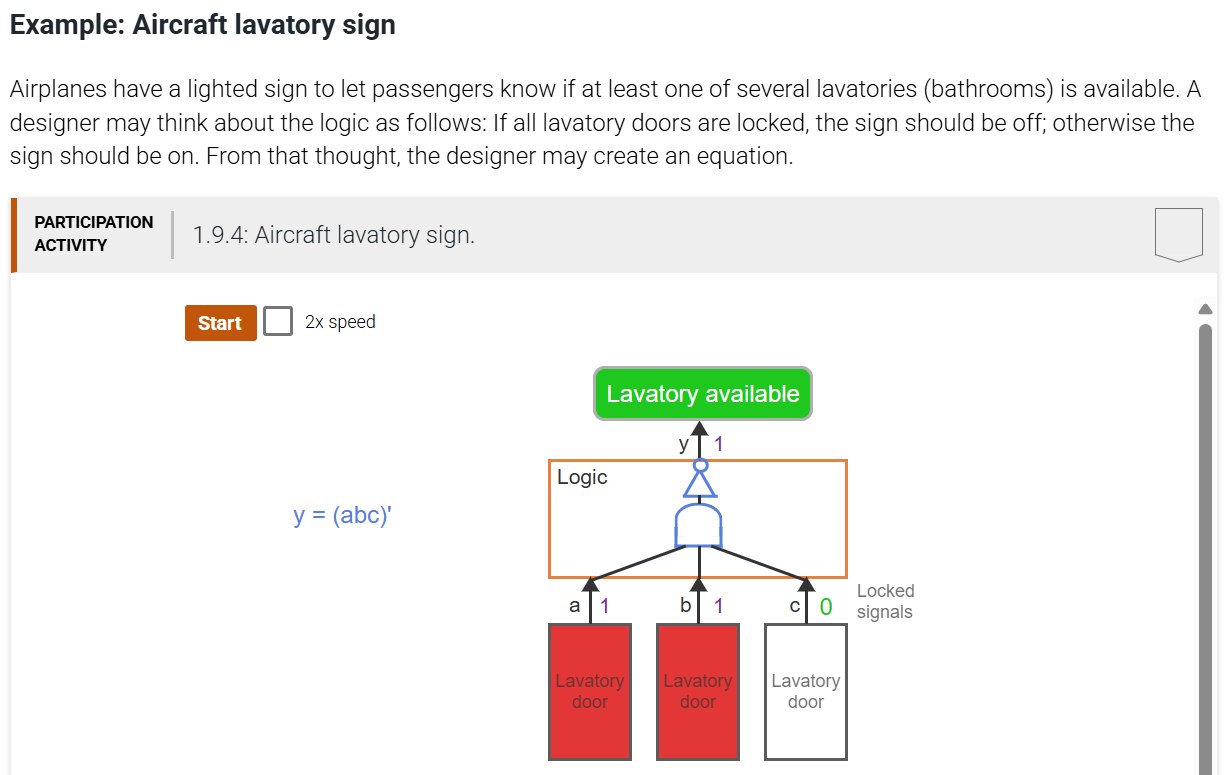 Example: Aircraft lavatory sign
Airplanes have a lighted sign to let passengers know if at least one of several lavatories (bathrooms) is available. A
designer may think about the logic as follows: If all lavatory doors are locked, the sign should be off; otherwise the
sign should be on. From that thought, the designer may create an equation.
PARTICIPATION
ACTIVITY
1.9.4: Aircraft lavatory sign.
Start
2x speed
Lavatory available
y 1
Logic
y = (abc)'
a 1
b 1
c 0
Locked
signals
Lavatory
door
Lavatory
door
Lavatory
door